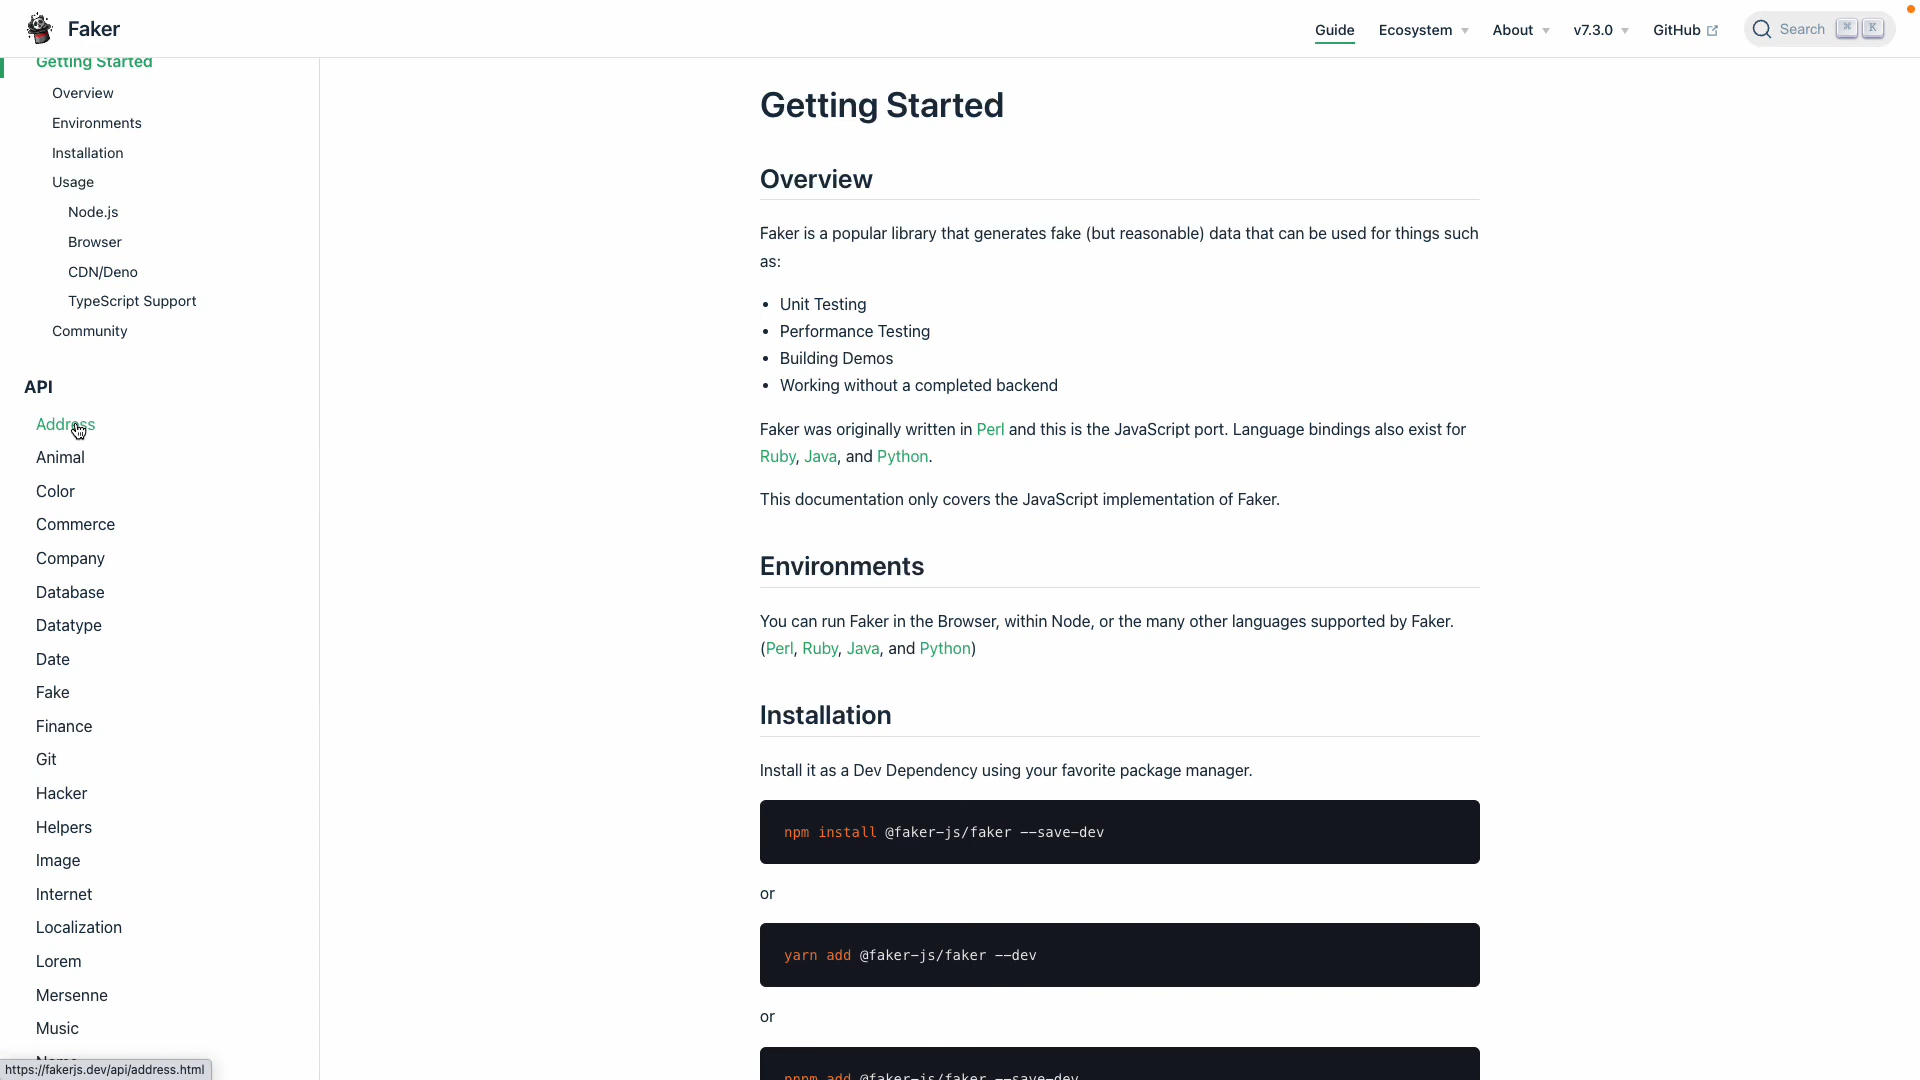 Faker
Guide
Ecosystem
About
v7.3.0
GitHub
Search
⌘
K
Getting Started
Overview
Environments
Installation
Usage
Node.js
Browser
CDN/Deno
TypeScript Support
Community
API
Address
Animal
Color
Commerce
Company
Database
Datatype
Date
Fake
Finance
Git
Hacker
Helpers
Image
Internet
Localization
Lorem
Mersenne
Music
https://fakerjs.dev/api/address.html
Getting Started
Overview
Faker is a popular library that generates fake (but reasonable) data that can be used for things such
as:
• Unit Testing
• Performance Testing
• Building Demos
• Working without a completed backend
Faker was originally written in Perl and this is the JavaScript port. Language bindings also exist for
Ruby, Java, and Python.
This documentation only covers the JavaScript implementation of Faker.
Environments
You can run Faker in the Browser, within Node, or the many other languages supported by Faker.
(Perl, Ruby, Java, and Python)
Installation
Install it as a Dev Dependency using your favorite package manager.
npm install @faker-js/faker --save-dev
or
yarn add @faker-js/faker --dev
or
pnpm add @faker-js/faker --save-dev